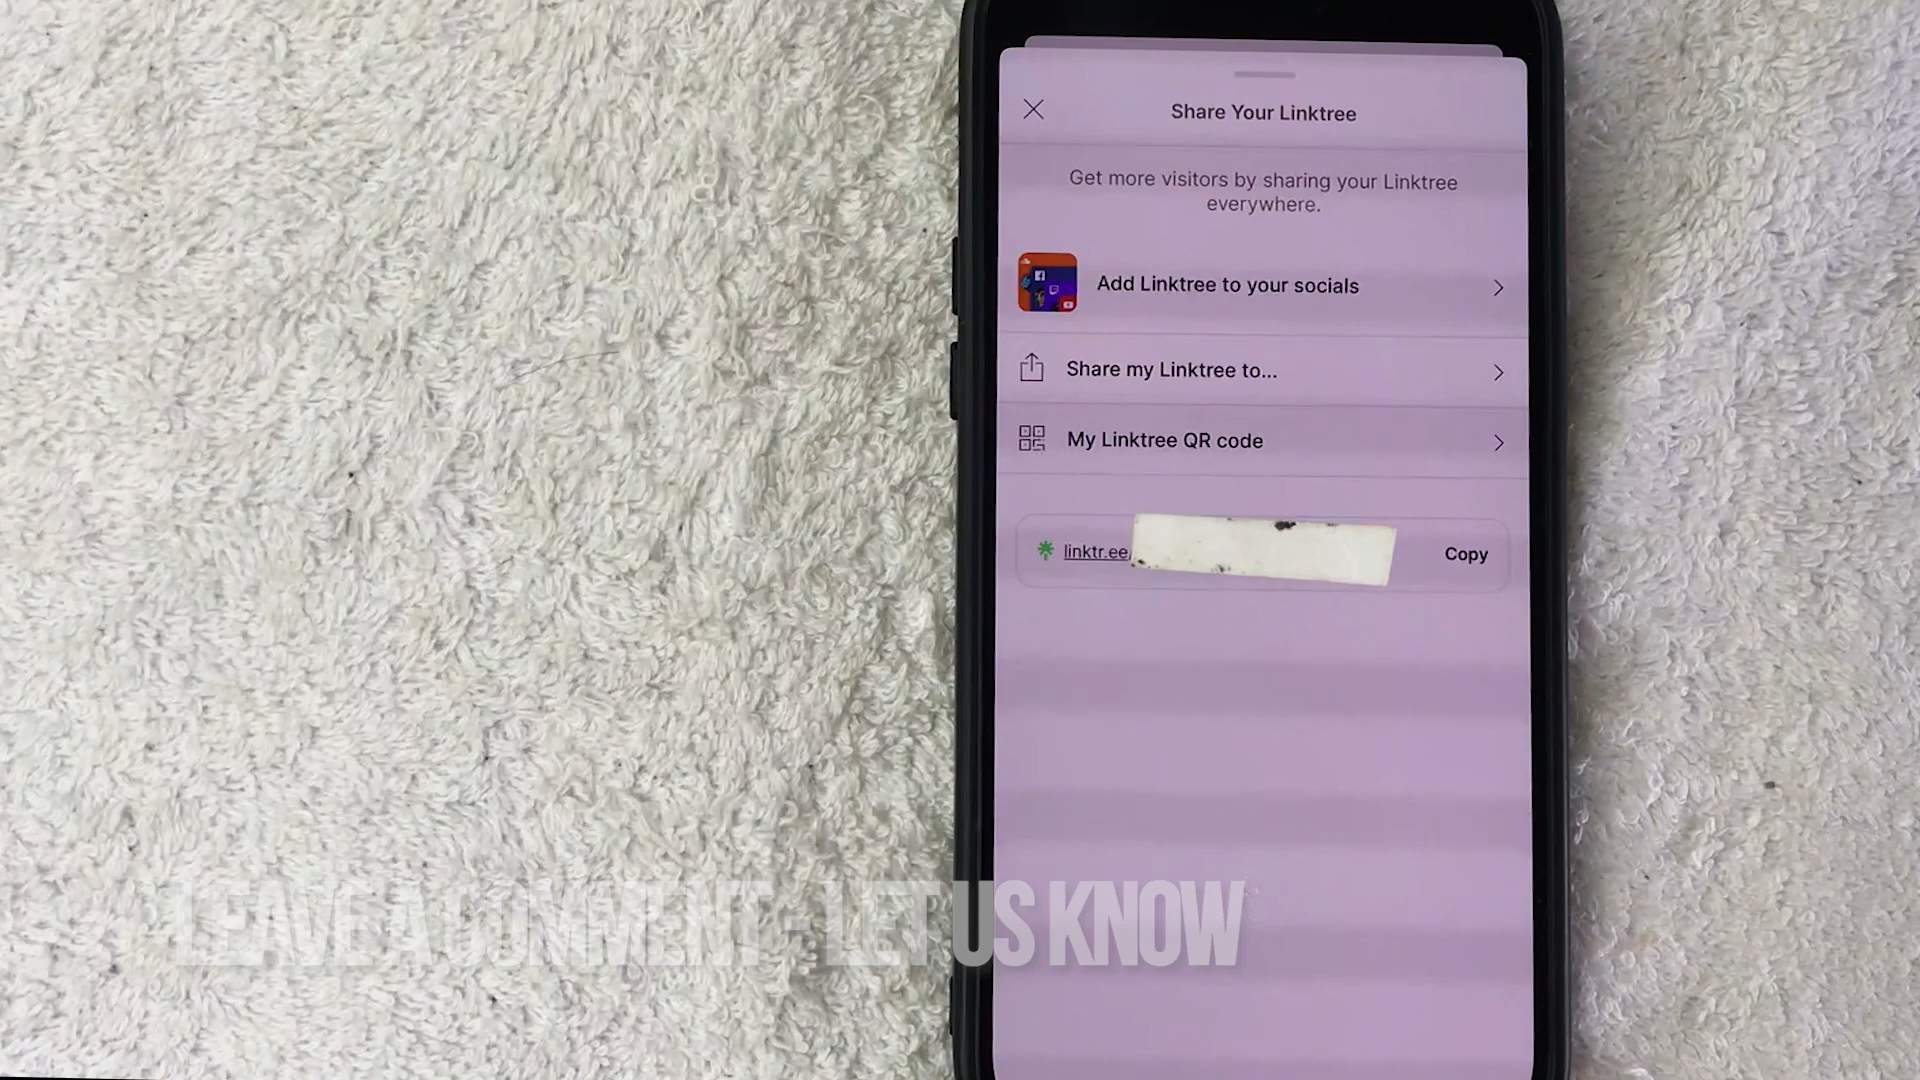 Share Your Linktree
Get more visitors by sharing your Linktree
everywhere.
Add Linktree to your socials
Share my Linktree to...
My Linktree QR code
linktr.ee/
Copy
LEAVE A COMMENT - LET US KNOW